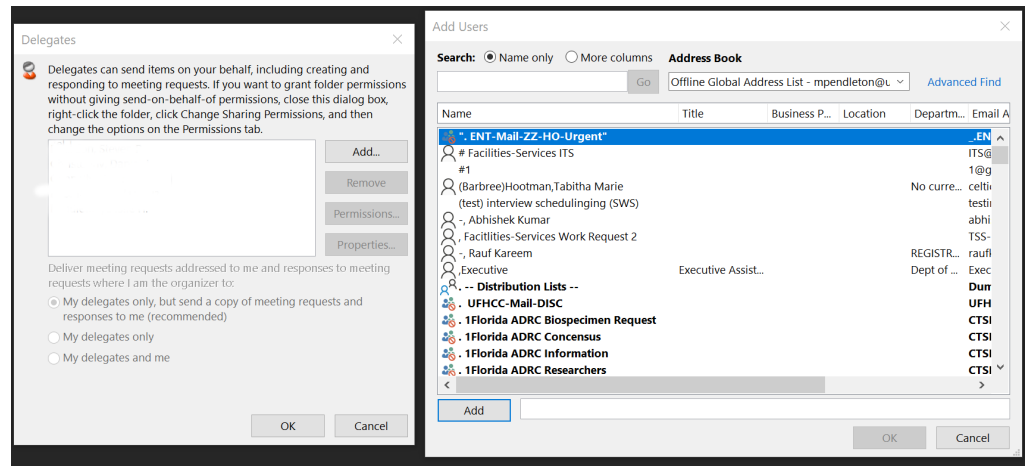 Delegates
Delegates can send items on your behalf, including creating and
responding to meeting requests. If you want to grant folder permissions
without giving send-on-behalf-of permissions, close this dialog box,
right-click the folder, click Change Sharing Permissions, and then
change the options on the Permissions tab.
Add...
Remove
Permissions...
Properties...
Deliver meeting requests addressed to me and responses to meeting
requests where I am the organizer to:
My delegates only, but send a copy of meeting requests and
responses to me (recommended)
My delegates only
My delegates and me
OK Cancel
Add Users
Search: Name only More columns Address Book
Go Offline Global Address List - mpendleton@u Advanced Find
Name Title Business P... Location Departm... Email A
". ENT-Mail-ZZ-HO-Urgent" _.EN
# Facilities-Services ITS ITS@
#1 1@g
(Barbree)Hootman,Tabitha Marie No curre... celti
(test) interview schedulinging (SWS) testi
-, Abhishek Kumar abhi
, Facitlities-Services Work Request 2 TSS-
-, Rauf Kareem REGISTR... raufk
,Executive Executive Assist... Dept of ... Exec
. -- Distribution Lists -- Dum
. UFHCC-Mail-DISC UFH
. 1Florida ADRC Biospecimen Request CTSI
. 1Florida ADRC Concensus CTSI
. 1Florida ADRC Information CTSI
. 1Florida ADRC Researchers CTSI
Add
OK Cancel